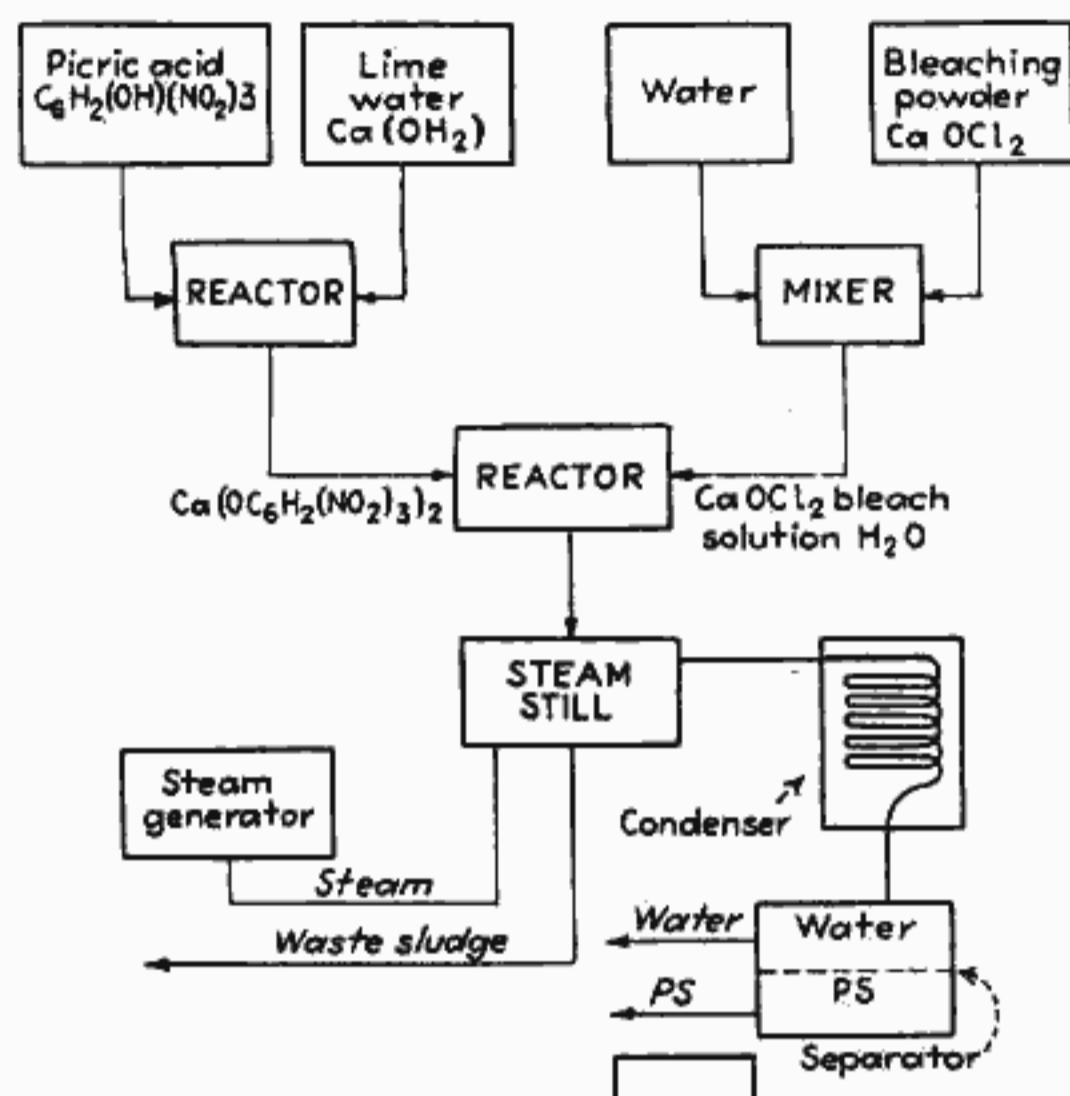 Picric acid
C₆H₂(OH)(NO₂)3
Lime
water
Ca(OH₂)
Water
Bleaching
powder
Ca OCl₂
REACTOR
MIXER
REACTOR
Ca(OC₆H₂(NO₂)₃)₂
CaOCl₂ bleach
solution H₂O
STEAM
STILL
Steam
generator
Condenser
Steam
Waste sludge
Water
Water
PS
PS
Separator